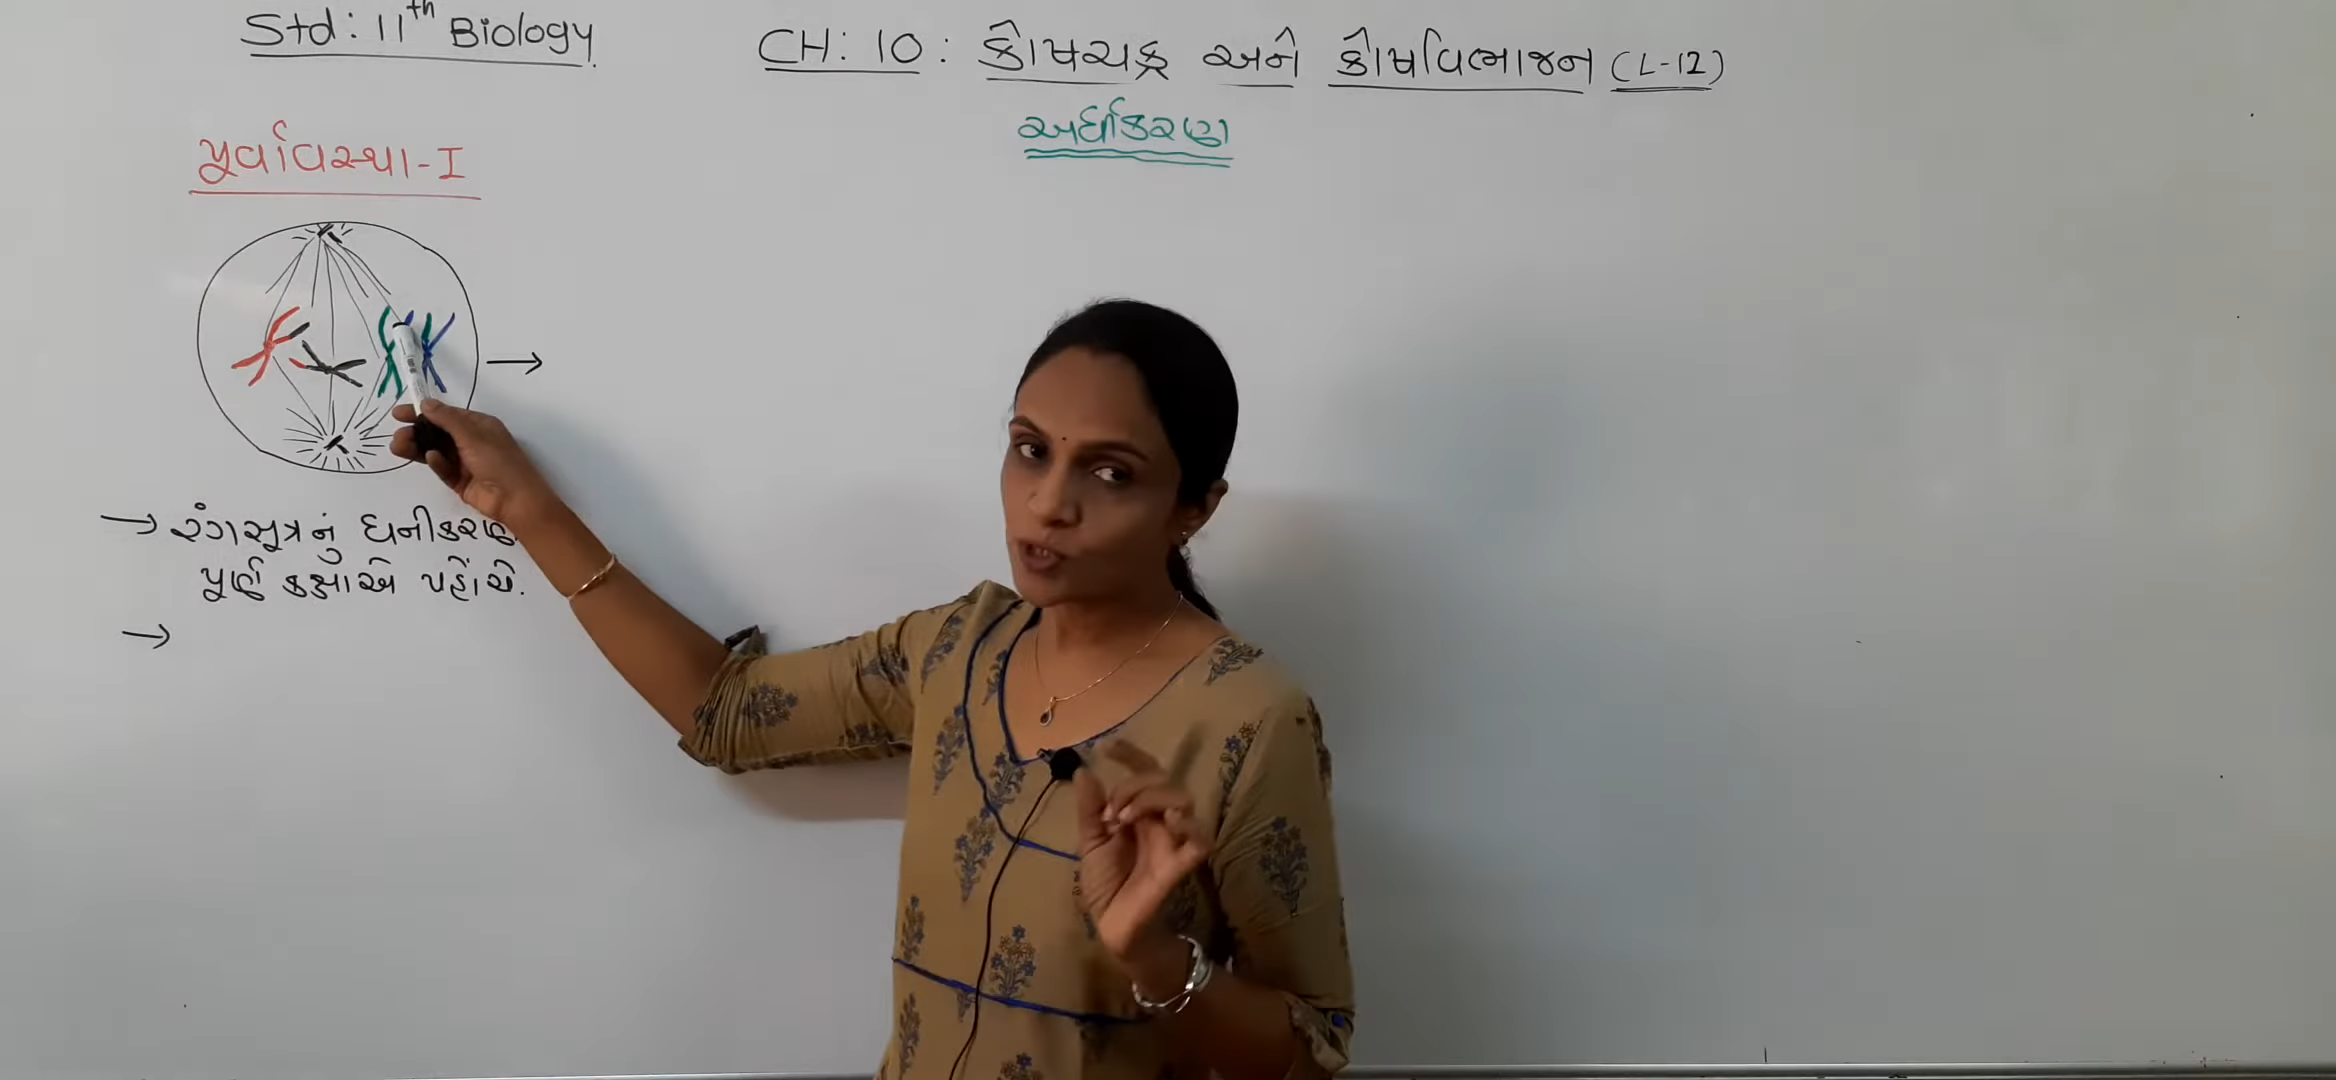 Std: 11th Biology
CH: 10: કોષચક્ર અને કોષવિભાજન (L-12)
અર્ધીકરણ
પૂર્વાવસ્થા-I
→ રંગસૂત્રનું ઘનીકરણ
પૂર્ણ કક્ષાએ પહોંચે.
→